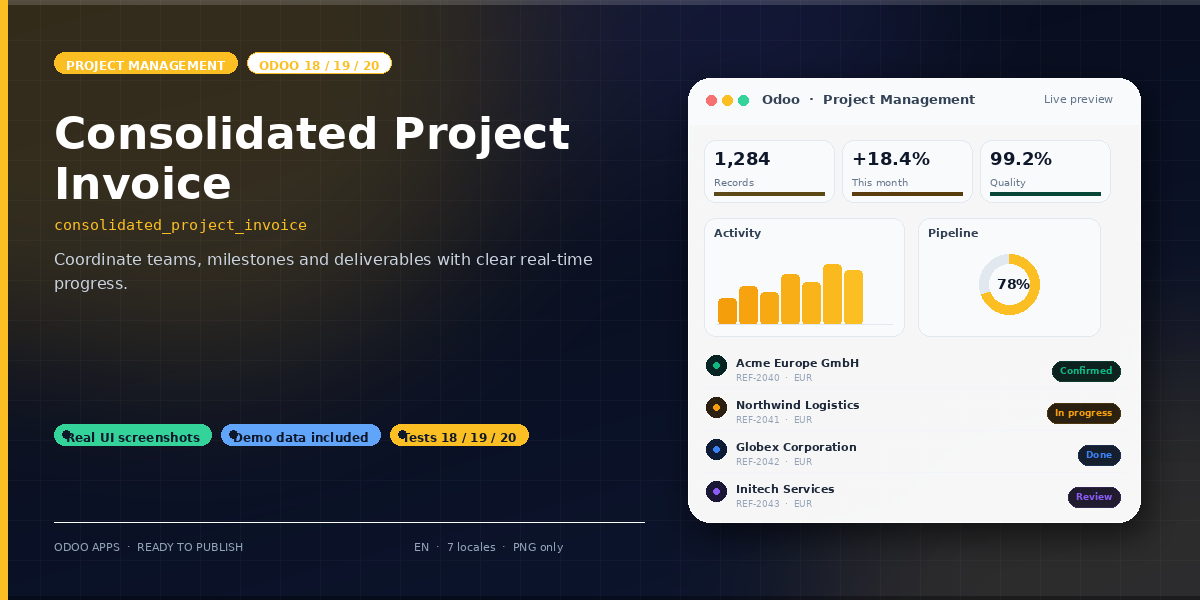 PROJECT MANAGEMENT
ODOO 18 / 19 / 20
Consolidated Project
Invoice
consolidated_project_invoice
Coordinate teams, milestones and deliverables with clear real-time
progress.
Real UI screenshots
Demo data included
Tests 18 / 19 / 20
ODOO APPS · READY TO PUBLISH
EN · 7 locales · PNG only
Odoo · Project Management
Live preview
1,284
Records
+18.4%
This month
99.2%
Quality
Activity
Pipeline
78%
Acme Europe GmbH
REF-2040 · EUR
Confirmed
Northwind Logistics
REF-2041 · EUR
In progress
Globex Corporation
REF-2042 · EUR
Done
Initech Services
REF-2043 · EUR
Review